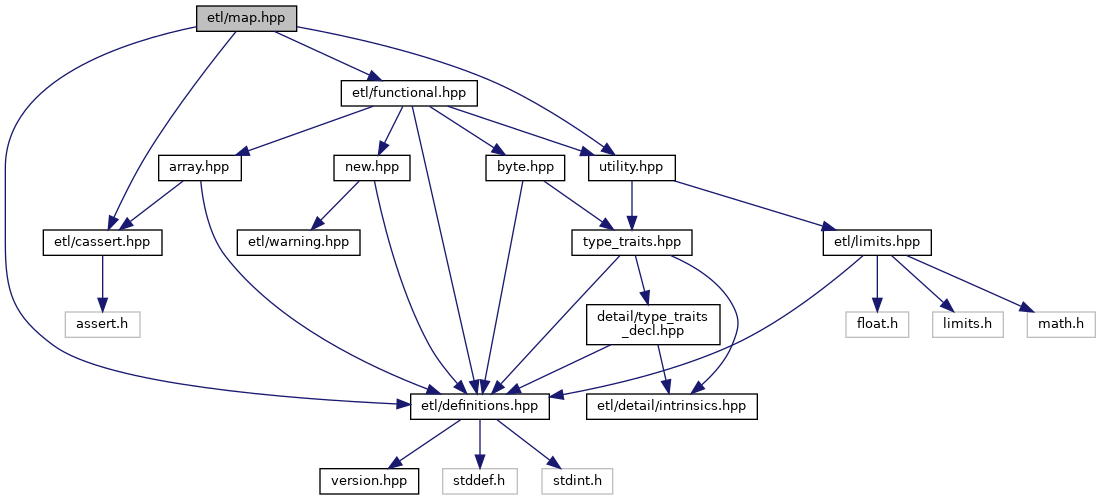 etl/map.hpp
etl/functional.hpp
array.hpp
new.hpp
byte.hpp
utility.hpp
etl/cassert.hpp
etl/warning.hpp
type_traits.hpp
etl/limits.hpp
assert.h
detail/type_traits
_decl.hpp
float.h
limits.h
math.h
etl/definitions.hpp
etl/detail/intrinsics.hpp
version.hpp
stddef.h
stdint.h